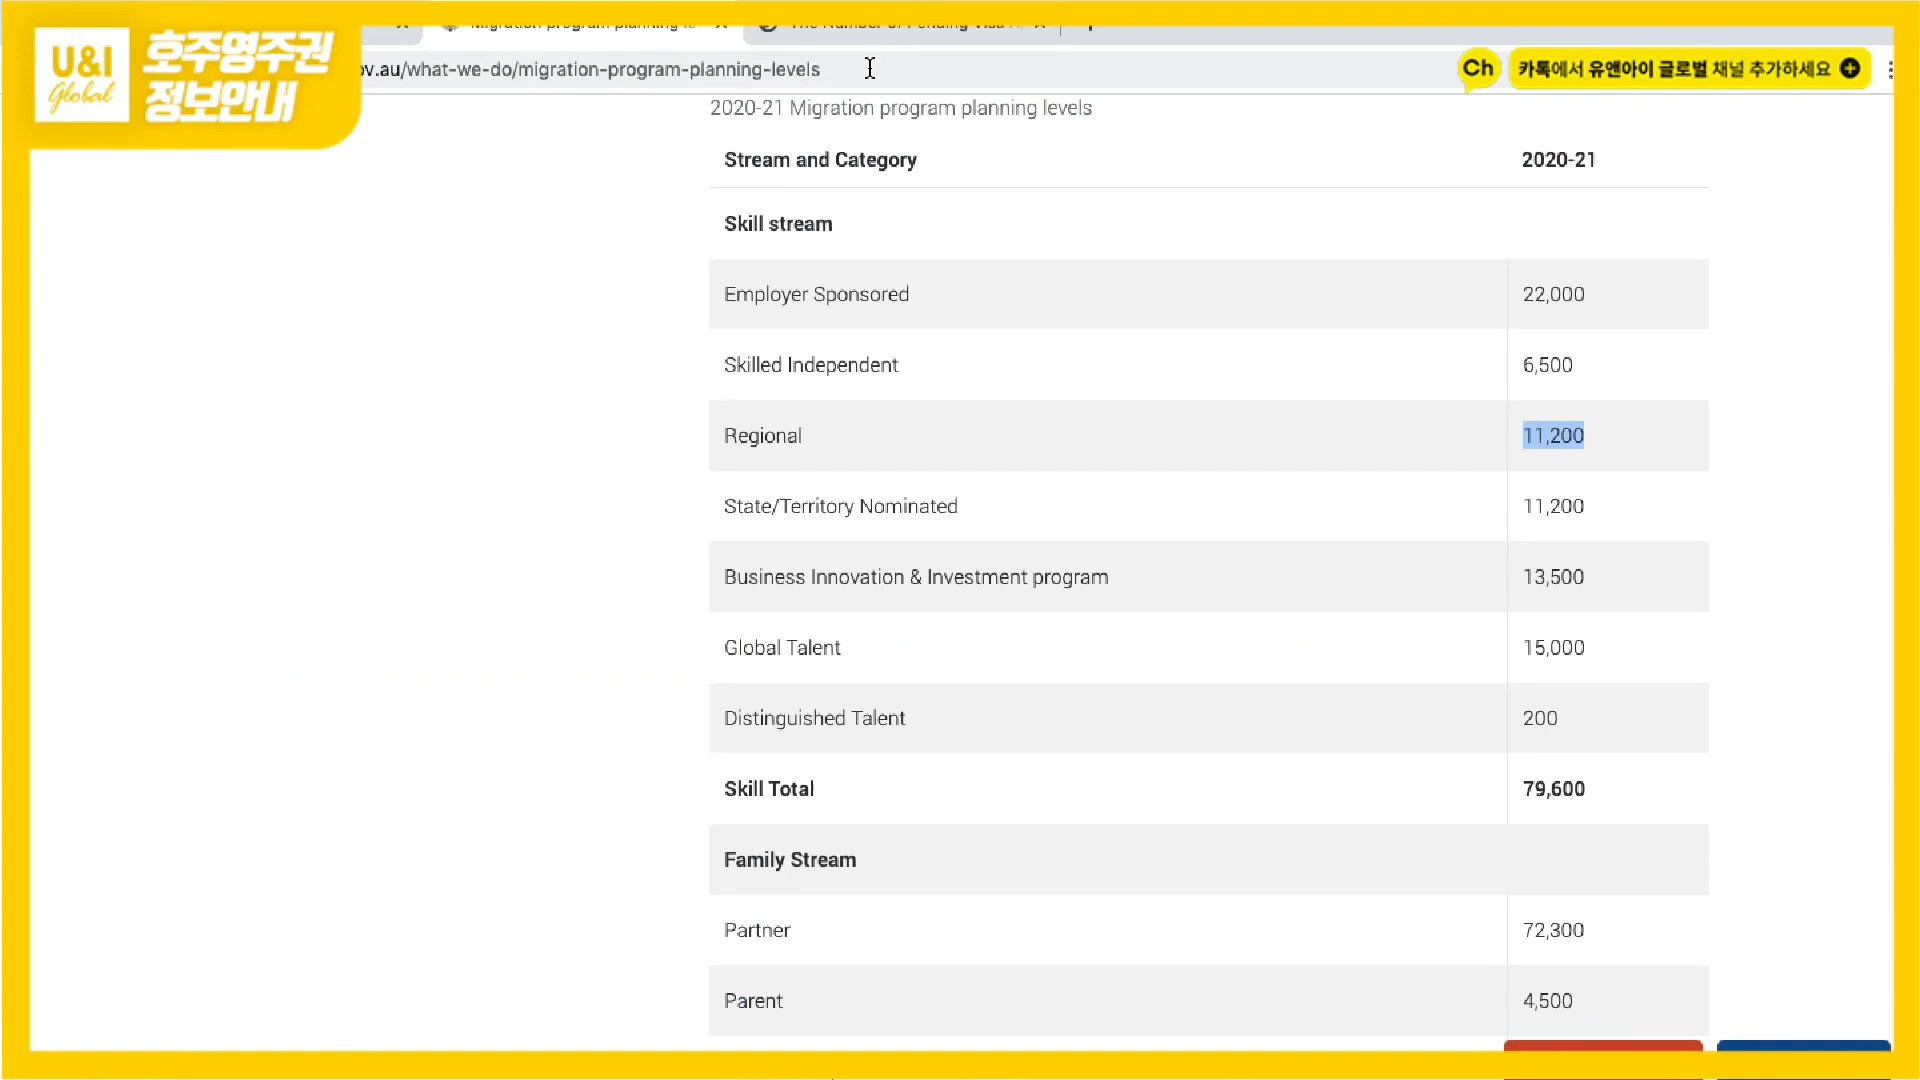 U&I
Global
호주영주권
정보안내
ov.au/what-we-do/migration-program-planning-levels
Ch
카톡에서 유앤아이 글로벌 채널 추가하세요
2020-21 Migration program planning levels
Stream and Category 2020-21
Skill stream
Employer Sponsored 22,000
Skilled Independent 6,500
Regional 11,200
State/Territory Nominated 11,200
Business Innovation & Investment program 13,500
Global Talent 15,000
Distinguished Talent 200
Skill Total 79,600
Family Stream
Partner 72,300
Parent 4,500